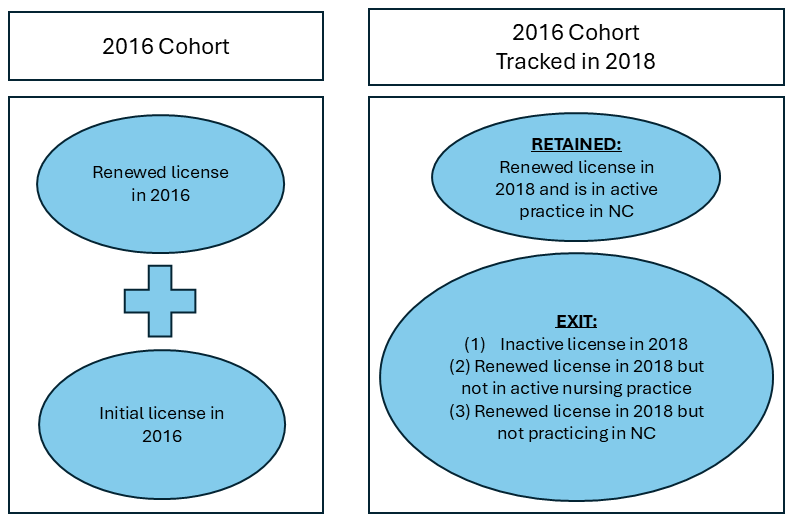 2016 Cohort
2016 Cohort
Tracked in 2018
Renewed license
in 2016
Initial license in
2016
RETAINED:
Renewed license in
2018 and is in active
practice in NC
EXIT:
(1) Inactive license in 2018
(2) Renewed license in 2018 but
not in active nursing practice
(3) Renewed license in 2018 but
not practicing in NC